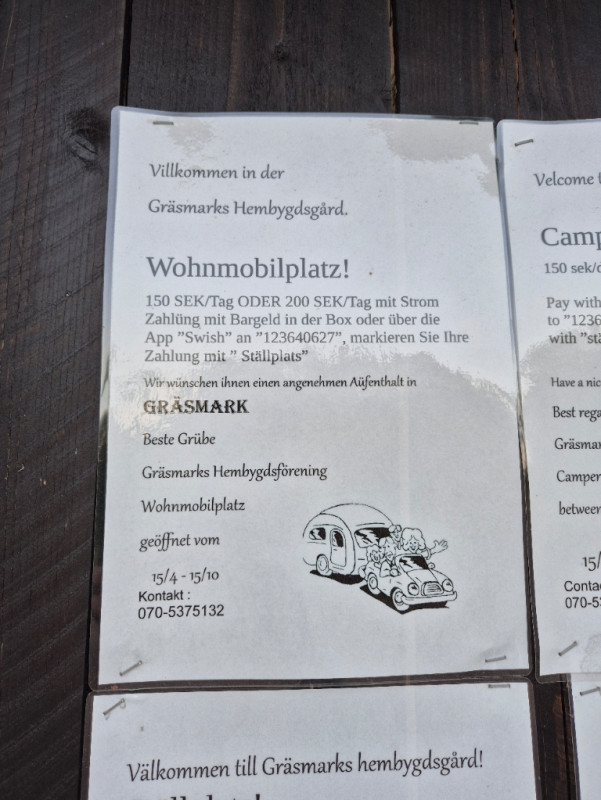 Villkommen in der
Gräsmarks Hembygdsgård.
Wohnmobilplatz!
150 SEK/Tag ODER 200 SEK/Tag mit Strom
Zahlüng mit Bargeld in der Box oder über die
App ”Swish” an ”123640627”, markieren Sie Ihre
Zahlung mit ” Ställplats”
Wir wünschen ihnen einen angenehmen Aüfenthalt in
GRÄSMARK
Beste Grübe
Gräsmarks Hembygdsförening
Wohnmobilplatz
geöffnet vom
15/4 - 15/10
Kontakt :
070-5375132
Velcome
Camp
150 sek/
Pay with
to ”1236
with ”stä
Have a nic
Best rega
Gräsmar
Camper
between
15/
Conta
070-5
Välkommen till Gräsmarks hembygdsgård!